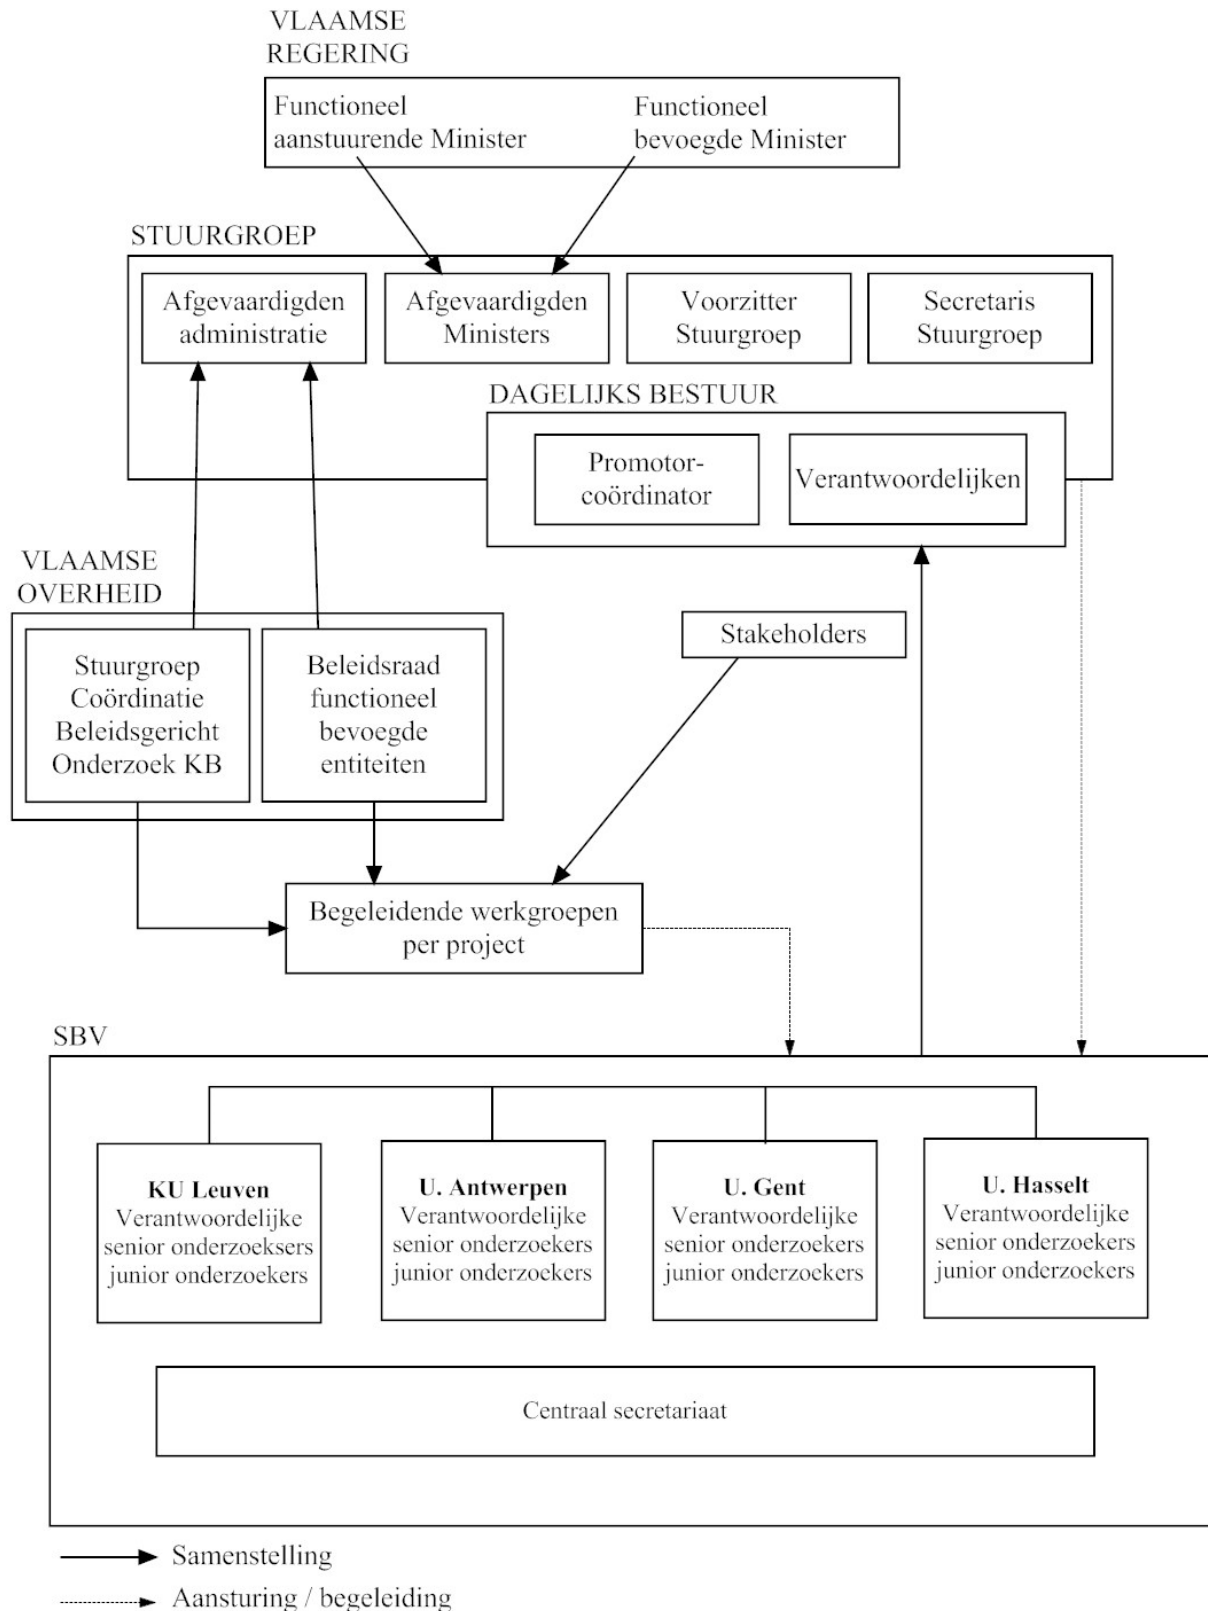 VLAAMSE
REGERING
Functioneel
aanstuurende Minister
Functioneel
bevoegde Minister
STUURGROEP
Afgevaardigden
administratie
Afgevaardigden
Ministers
Voorzitter
Stuurgroep
Secretaris
Stuurgroep
DAGELIJKS BESTUUR
Promotor-
coördinator
Verantwoordelijken
VLAAMSE
OVERHEID
Stuurgroep
Coördinatie
Beleidsgericht
Onderzoek KB
Beleidsraad
functioneel
bevoegde
entiteiten
Stakeholders
Begeleidende werkgroepen
per project
SBV
KU Leuven
Verantwoordelijke
senior onderzoeksers
junior onderzoekers
U. Antwerpen
Verantwoordelijke
senior onderzoekers
junior onderzoekers
U. Gent
Verantwoordelijke
senior onderzoekers
junior onderzoekers
U. Hasselt
Verantwoordelijke
senior onderzoekers
junior onderzoekers
Centraal secretariaat
Samenstelling
Aansturing / begeleiding